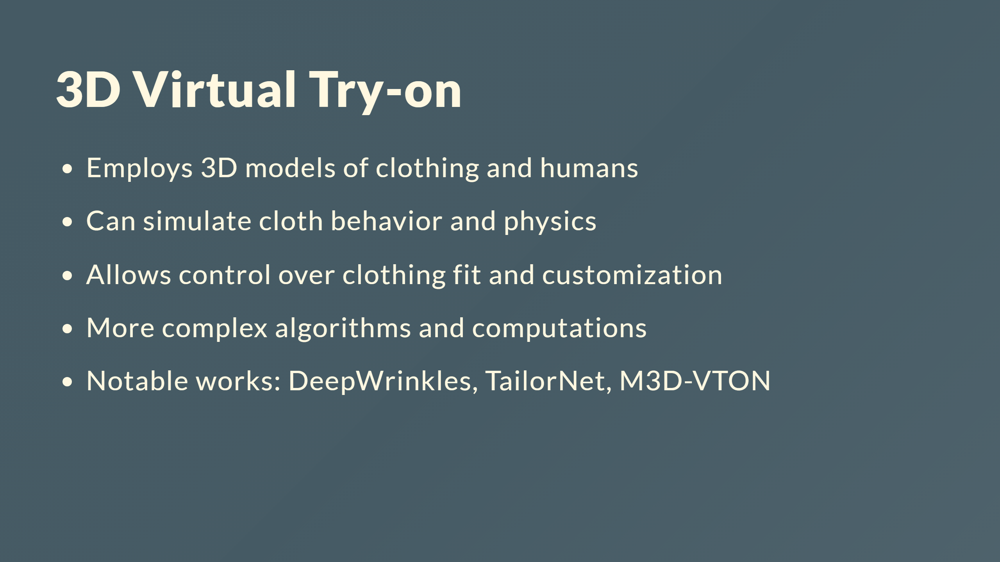 3D Virtual Try-on
• Employs 3D models of clothing and humans
• Can simulate cloth behavior and physics
• Allows control over clothing fit and customization
• More complex algorithms and computations
• Notable works: DeepWrinkles, TailorNet, M3D-VTON